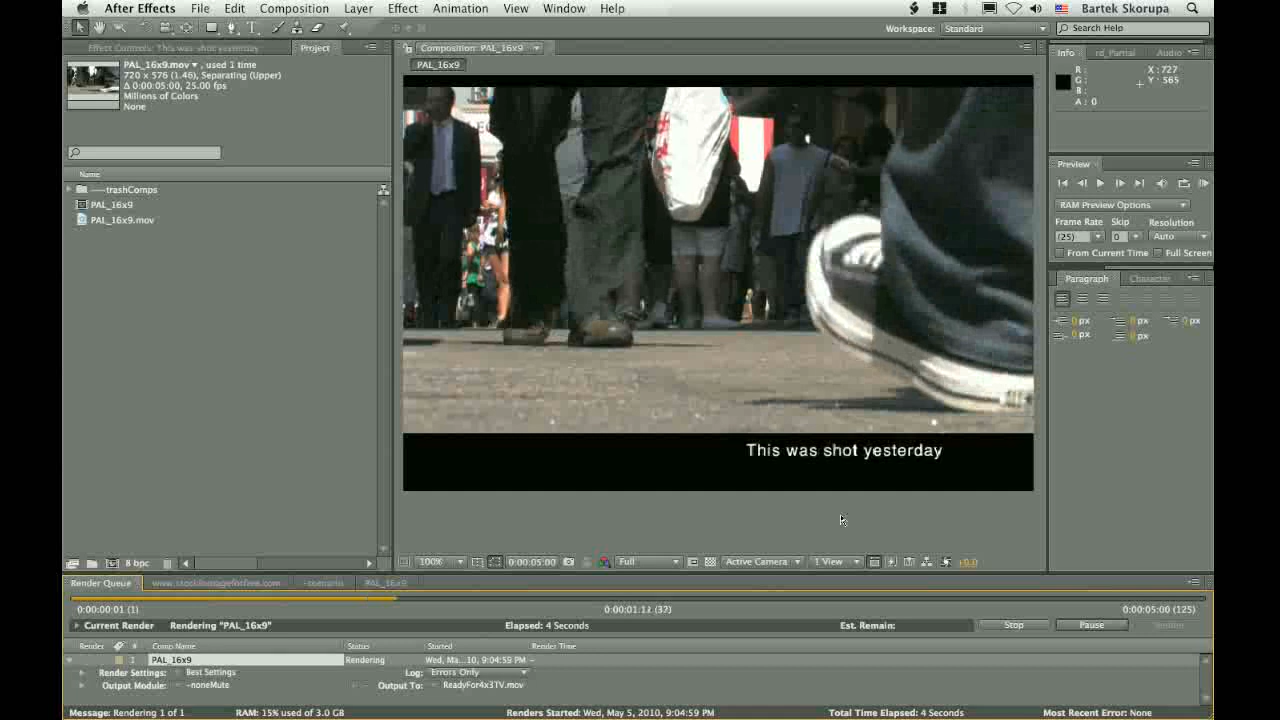 After Effects File Edit Composition Layer Effect Animation View Window Help Bartek Skorupa
Workspace: Standard Search Help
Effect Controls: This was shot yesterday Project
PAL_16x9.mov, used 1 time
720 x 576 (1.46), Separating (Upper)
Δ 0:00:05:00, 25.00 fps
Millions of Colors
None
Name
----trashComps
PAL_16x9
PAL_16x9.mov
8 bpc
Composition: PAL_16x9
PAL_16x9
This was shot yesterday
100% 0:00:05:00 Full Active Camera 1 View +0.0
Info rd_Partial Audio
R: X: 727
G: Y: 565
B:
A: 0
Preview
RAM Preview Options
Frame Rate Skip Resolution
(25) 0 Auto
From Current Time Full Screen
Paragraph Character
0 px 0 px 0 px
0 px 0 px
Render Queue www.stockfootageforfree.com PAL_16x9
0:00:00:01 (1) 0:00:05:00 (125)
Current Render Rendering "PAL_16x9" Elapsed: 4 Seconds Est. Remain: Stop Pause Render
Render # Comp Name Status Started Render Time
1 PAL_16x9 Rendering Wed, Ma...10, 9:04:59 PM -
Render Settings: Best Settings Log: Errors Only
Output Module: -noneMute Output To: ReadyFor4x3TV.mov
Message: Rendering 1 of 1 RAM: 15% used of 3.0 GB Renders Started: Wed, May 5, 2010, 9:04:59 PM Total Time Elapsed: 4 Seconds Most Recent Error: None